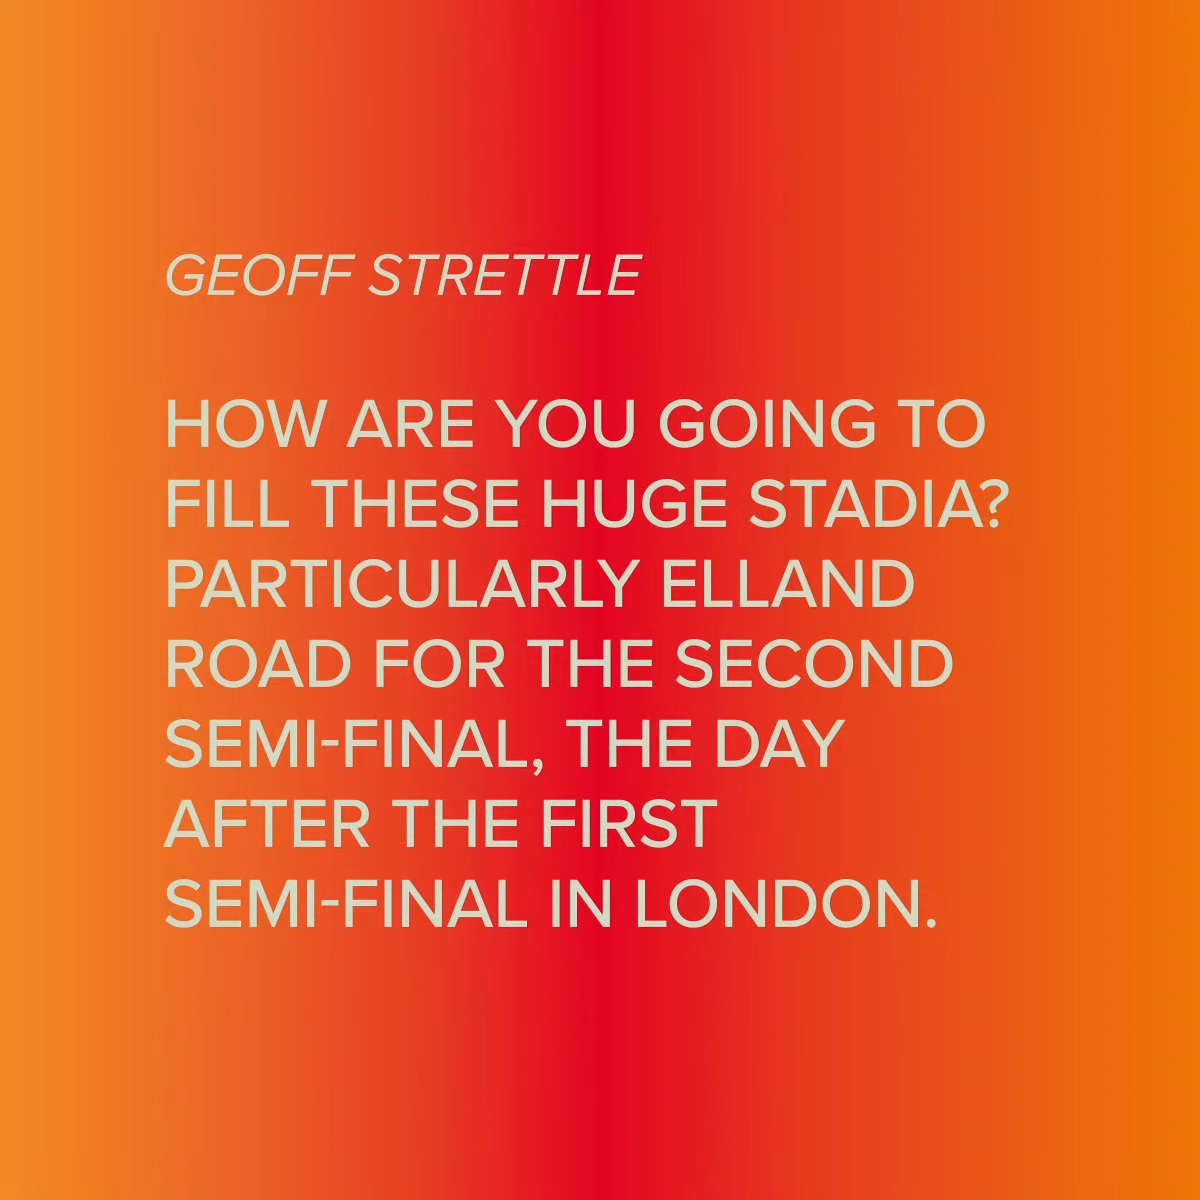 GEOFF STRETTLE
HOW ARE YOU GOING TO
FILL THESE HUGE STADIA?
PARTICULARLY ELLAND
ROAD FOR THE SECOND
SEMI-FINAL, THE DAY
AFTER THE FIRST
SEMI-FINAL IN LONDON.